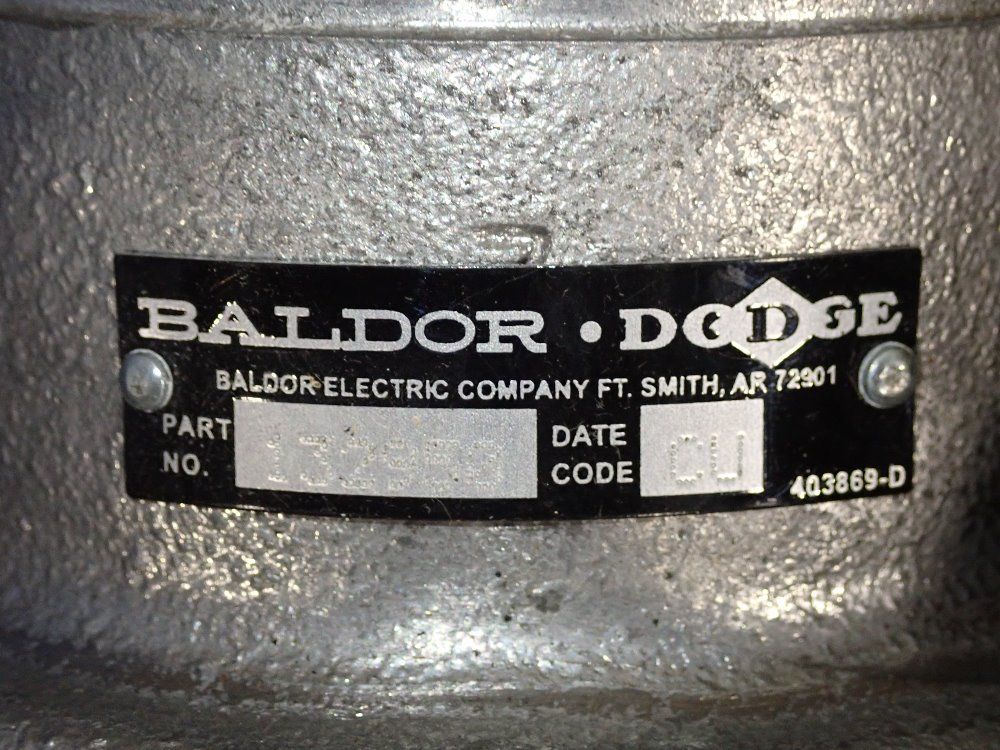 BALDOR • DODGE
BALDOR ELECTRIC COMPANY FT. SMITH, AR 72901
PART NO.
DATE CODE
403869-D